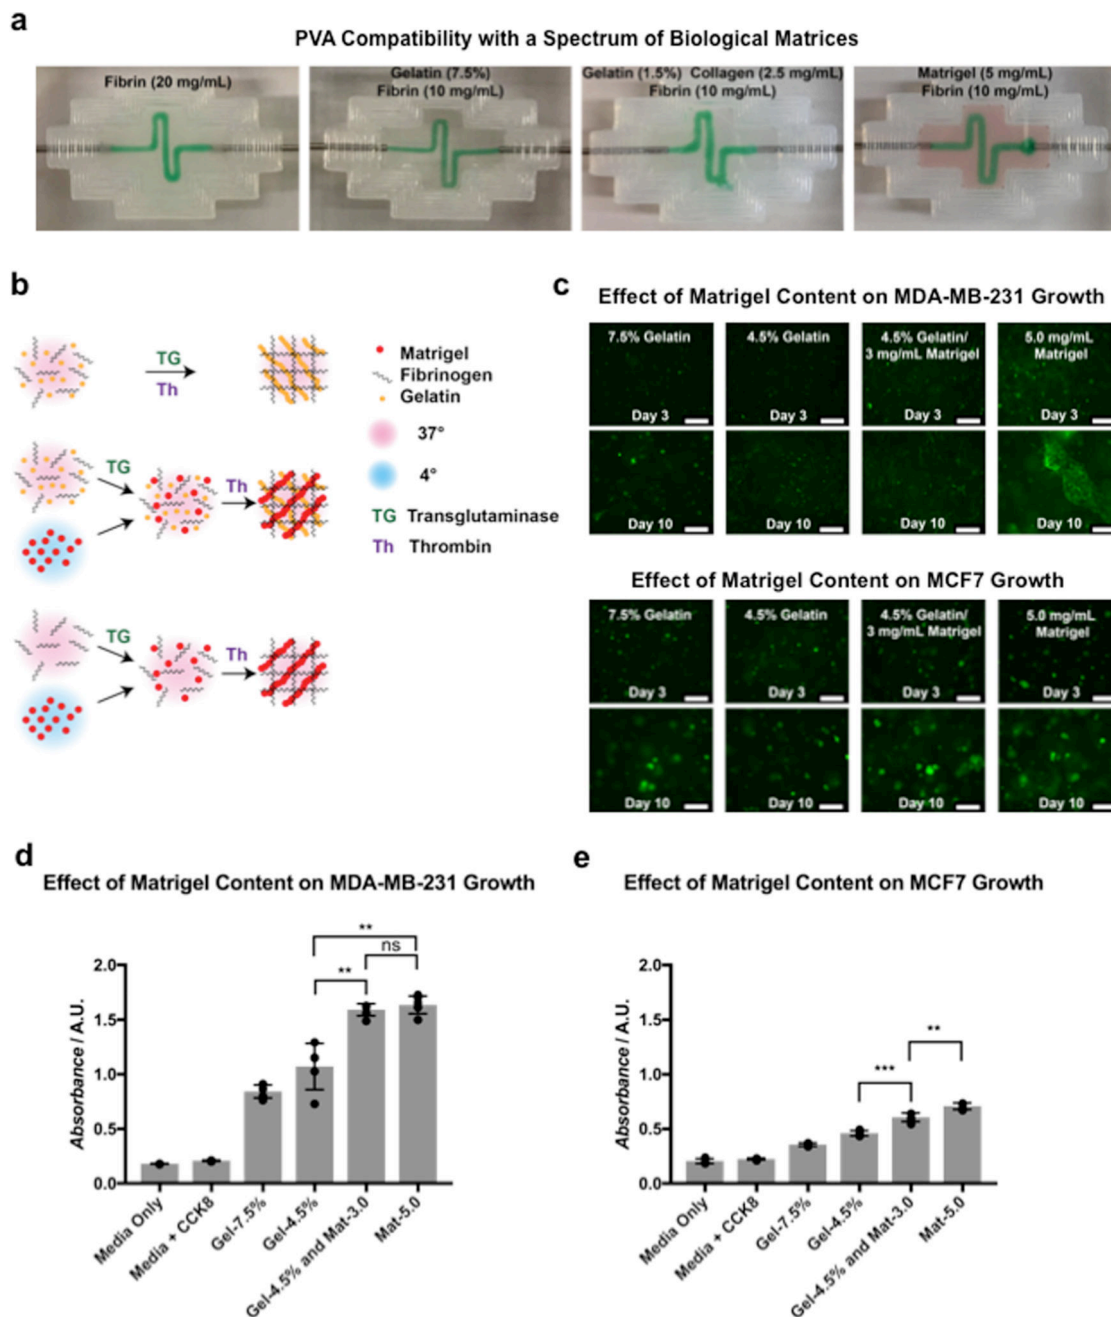 a
PVA Compatibility with a Spectrum of Biological Matrices
Fibrin (20 mg/mL)
Gelatin (7.5%)
Fibrin (10 mg/mL)
Gelatin (1.5%) Collagen (2.5 mg/mL)
Fibrin (10 mg/mL)
Matrigel (5 mg/mL)
Fibrin (10 mg/mL)
b
TG
Th
TG
Th
TG
Th
Matrigel
Fibrinogen
Gelatin
37°
4°
TG Transglutaminase
Th Thrombin
c
Effect of Matrigel Content on MDA-MB-231 Growth
7.5% Gelatin
4.5% Gelatin
4.5% Gelatin/
3 mg/mL Matrigel
5.0 mg/mL
Matrigel
Day 3
Day 3
Day 3
Day 3
Day 10
Day 10
Day 10
Day 10
Effect of Matrigel Content on MCF7 Growth
7.5% Gelatin
4.5% Gelatin
4.5% Gelatin/
3 mg/mL Matrigel
5.0 mg/mL
Matrigel
Day 3
Day 3
Day 3
Day 3
Day 10
Day 10
Day 10
Day 10
d
Effect of Matrigel Content on MDA-MB-231 Growth
**
ns
**
2.0
1.5
1.0
0.5
0.0
Absorbance / A.U.
Media Only
Media + CCK8
Gel-7.5%
Gel-4.5%
Gel-4.5% and Mat-3.0
Mat-5.0
e
Effect of Matrigel Content on MCF7 Growth
**
***
2.0
1.5
1.0
0.5
0.0
Absorbance / A.U.
Media Only
Media + CCK8
Gel-7.5%
Gel-4.5%
Gel-4.5% and Mat-3.0
Mat-5.0